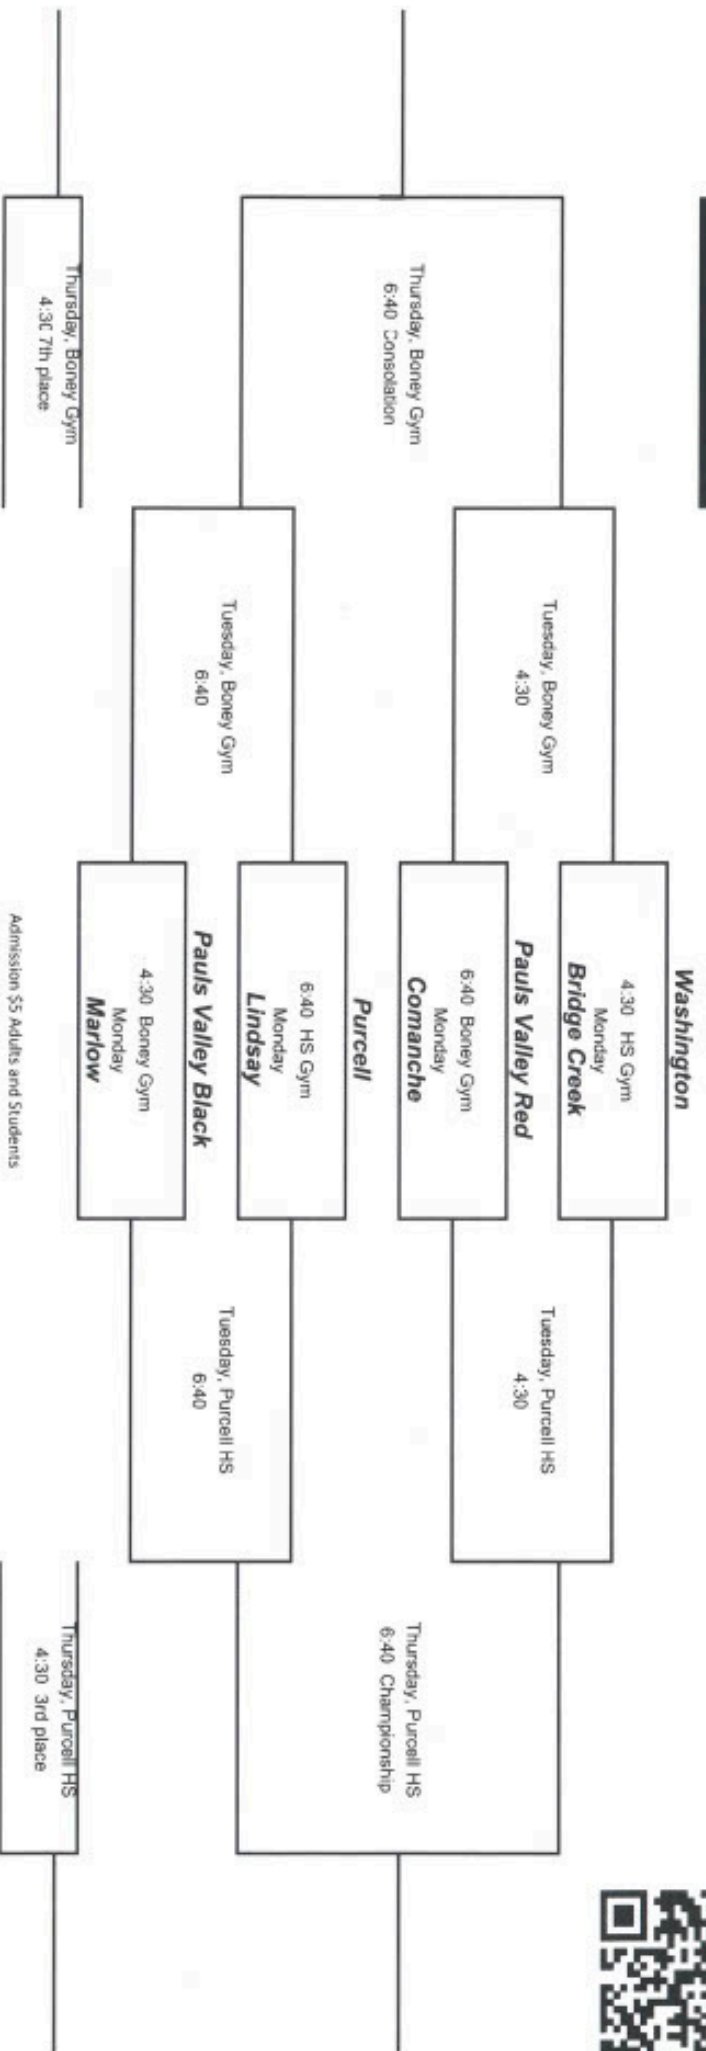 Washington
4:30 HS Gym
Monday
Bridge Creek
Tuesday, Boney Gym
4:30
Tuesday, Purcell HS
4:30
Pauls Valley Red
6:40 Boney Gym
Monday
Comanche
Thursday, Boney Gym
6:40 Consolation
Thursday, Purcell HS
6:40 Championship
Purcell
6:40 HS Gym
Monday
Lindsay
Tuesday, Boney Gym
6:40
Tuesday, Purcell HS
6:40
Pauls Valley Black
4:30 Boney Gym
Monday
Marlow
Thursday, Boney Gym
4:30 7th place
Thursday, Purcell HS
4:30 3rd place
Admission $5 Adults and Students